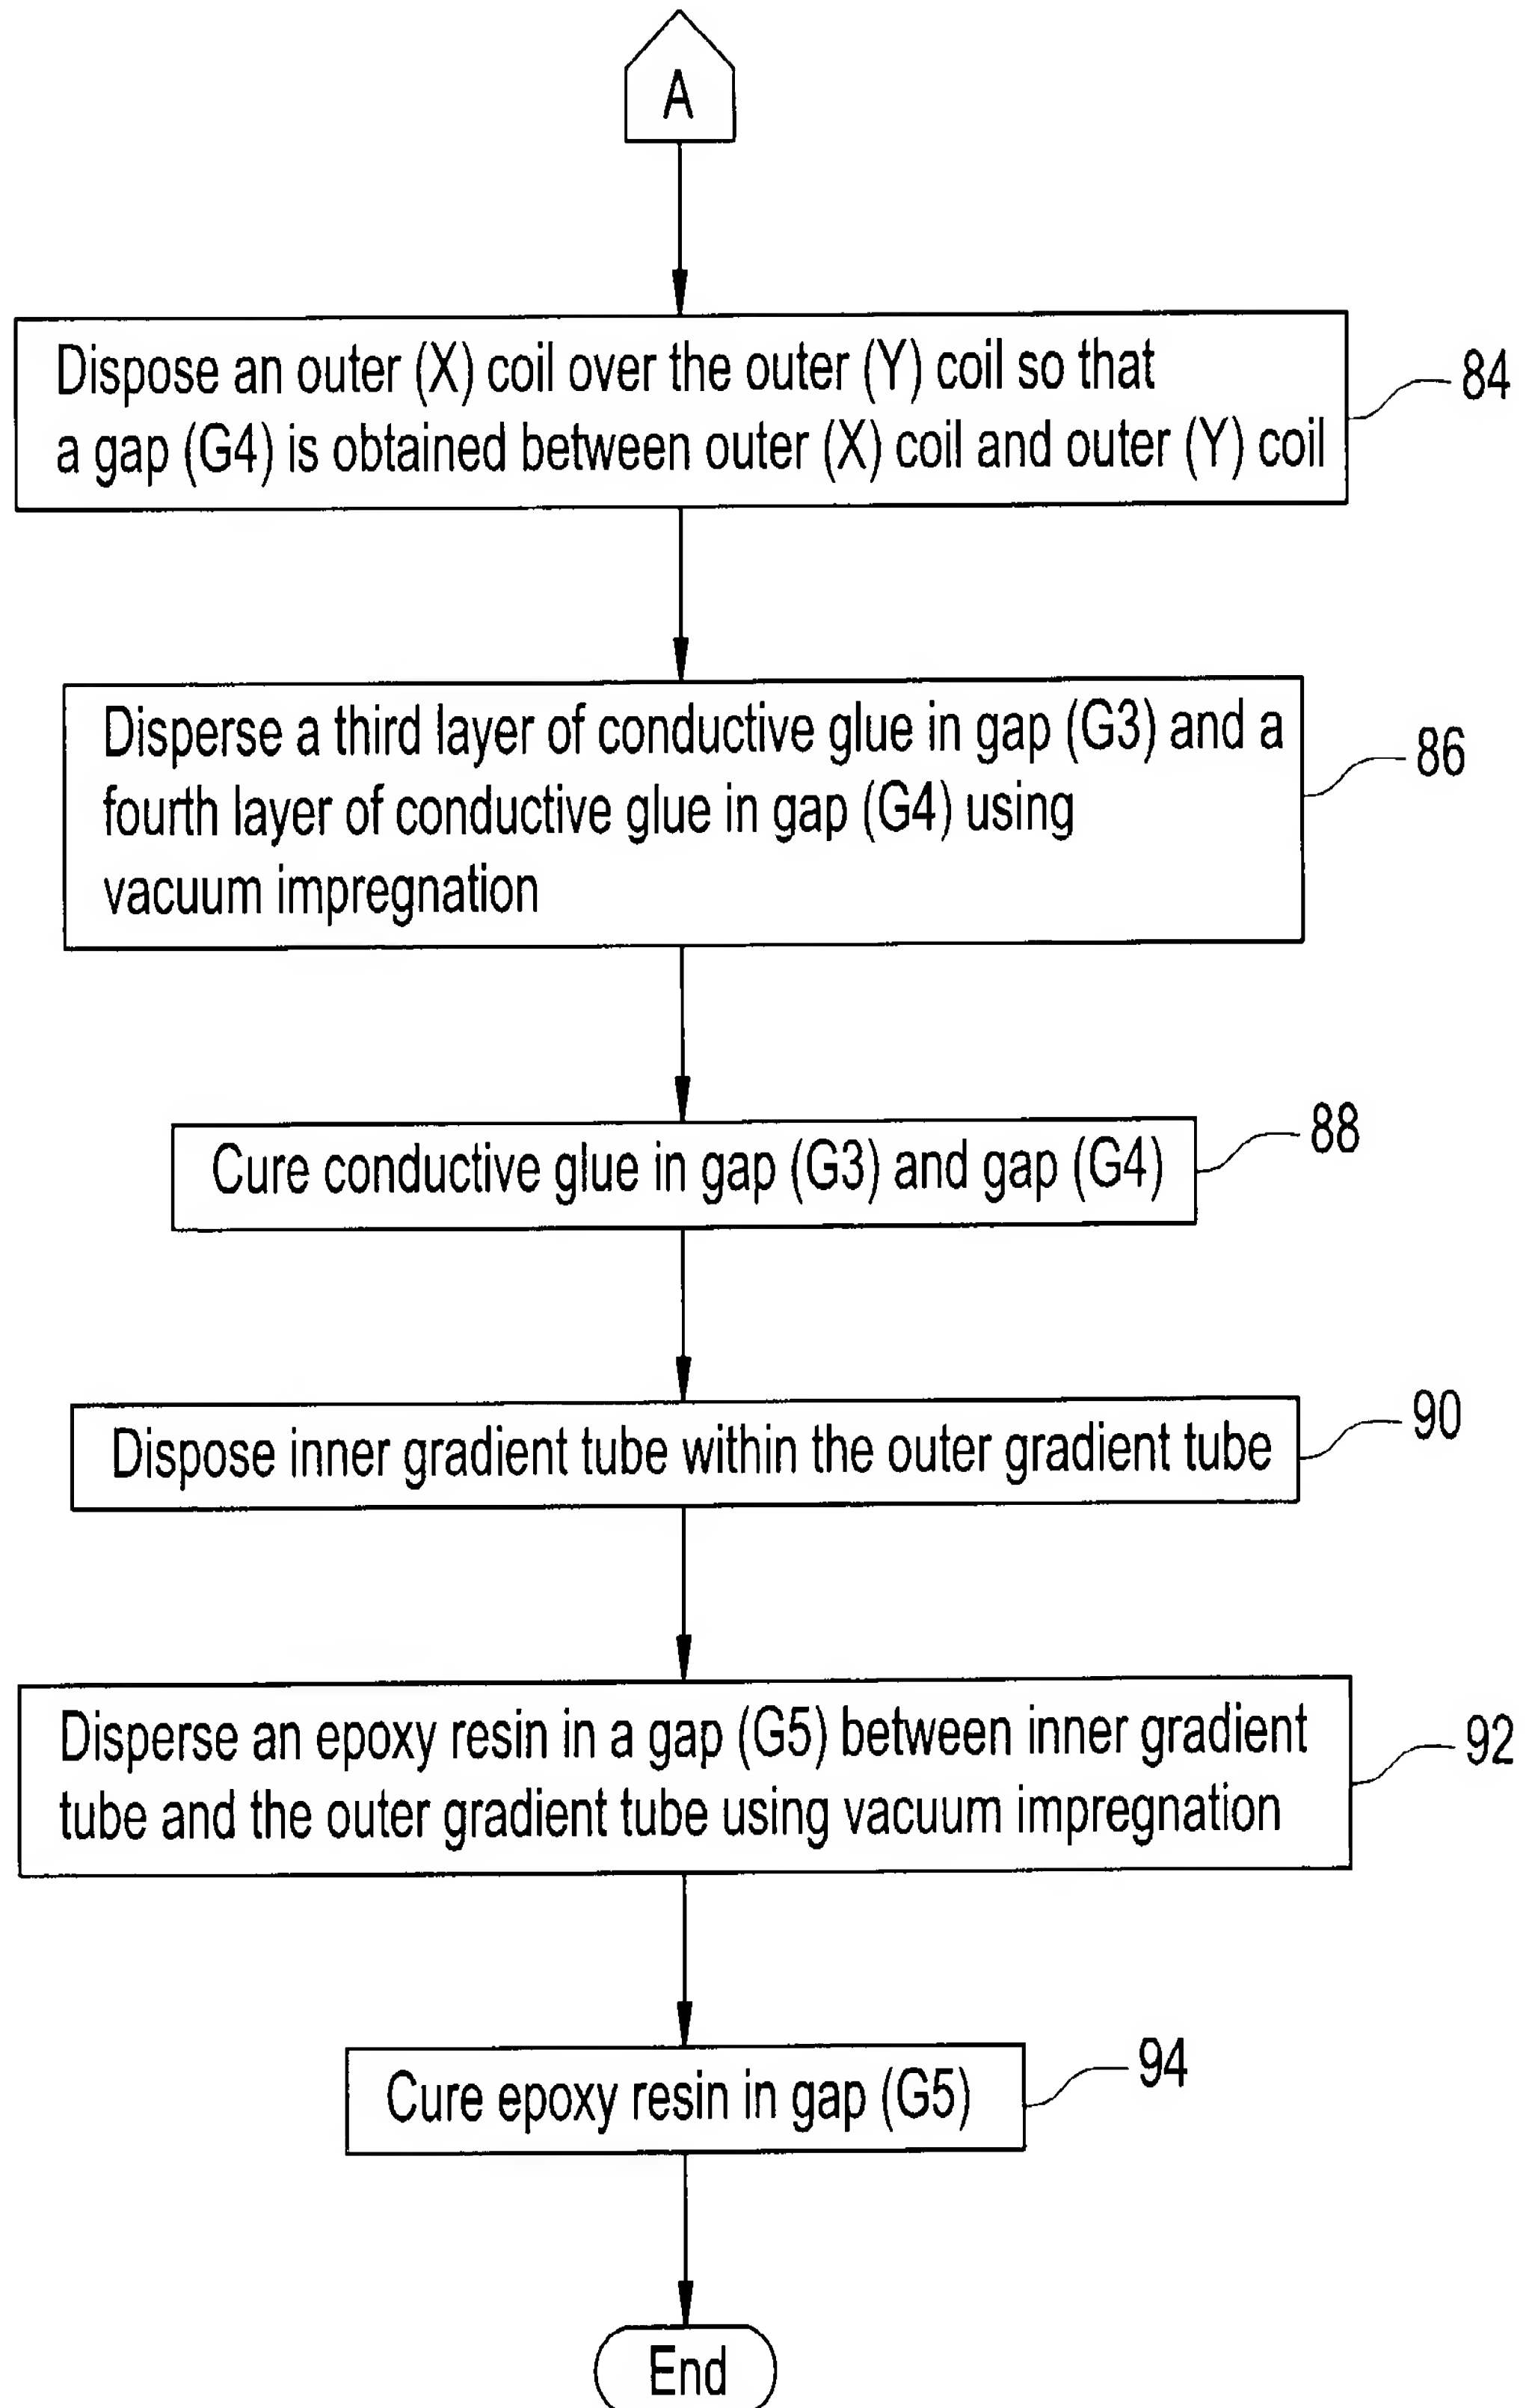 A
Dispose an outer (X) coil over the outer (Y) coil so that
a gap (G4) is obtained between outer (X) coil and outer (Y) coil
84
Disperse a third layer of conductive glue in gap (G3) and a
fourth layer of conductive glue in gap (G4) using
vacuum impregnation
86
Cure conductive glue in gap (G3) and gap (G4)
88
Dispose inner gradient tube within the outer gradient tube
90
Disperse an epoxy resin in a gap (G5) between inner gradient
tube and the outer gradient tube using vacuum impregnation
92
Cure epoxy resin in gap (G5)
94
End